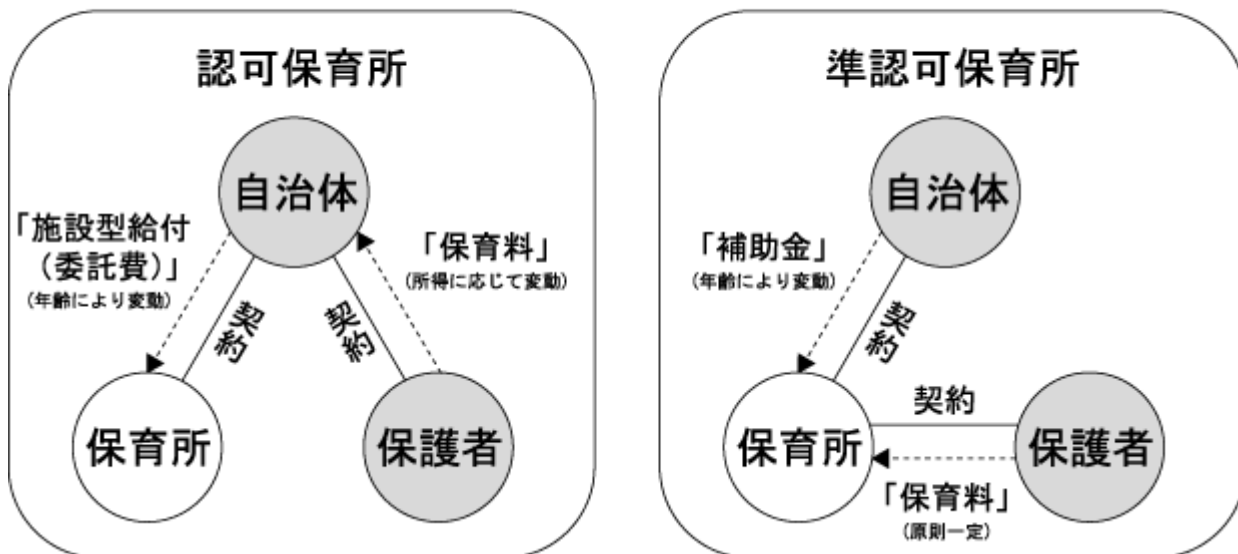 認可保育所
自治体
「施設型給付
（委託費）」
（年齢により変動）
「保育料」
（所得に応じて変動）
契約
契約
保育所
保護者
準認可保育所
自治体
「補助金」
（年齢により変動）
契約
契約
保育所
保護者
「保育料」
（原則一定）